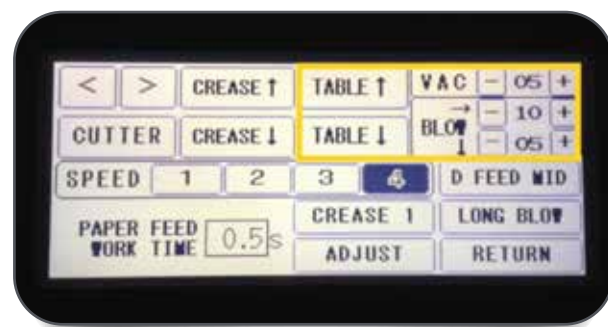 < > CREASE ↑ TABLE ↑ VAC - 05 +
BLOW → - 10 +
CUTTER CREASE ↓ TABLE ↓ ↓ - 05 +
SPEED 1 2 3 4 D FEED MID
PAPER FEED WORK TIME 0.5s CREASE 1 LONG BLOW
ADJUST RETURN